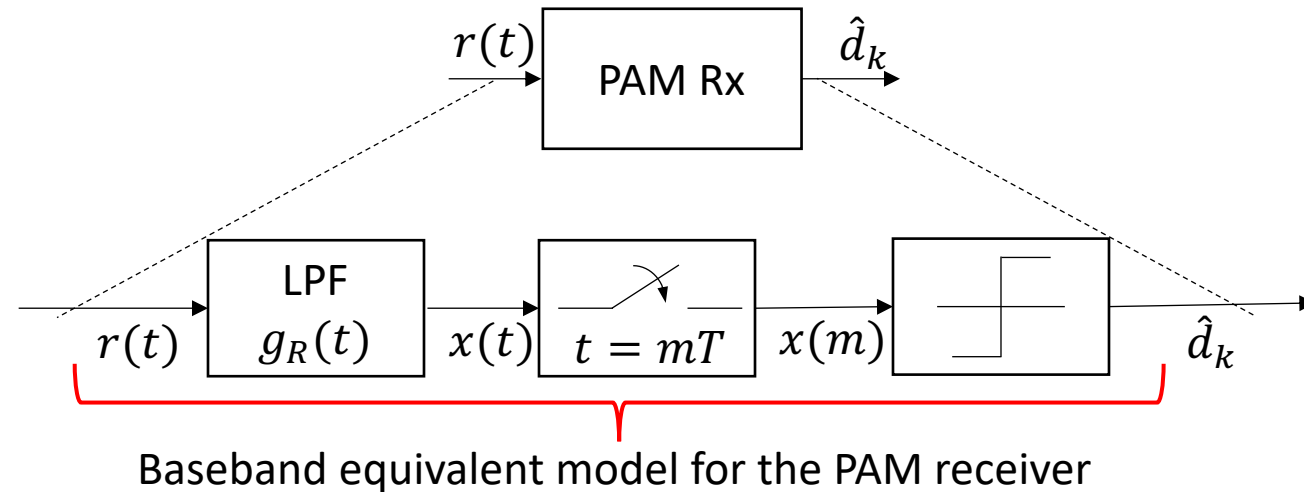 r(t)
PAM Rx
d̂_k
LPF
g_R(t)
r(t)
x(t)
t = mT
x(m)
d̂_k
Baseband equivalent model for the PAM receiver